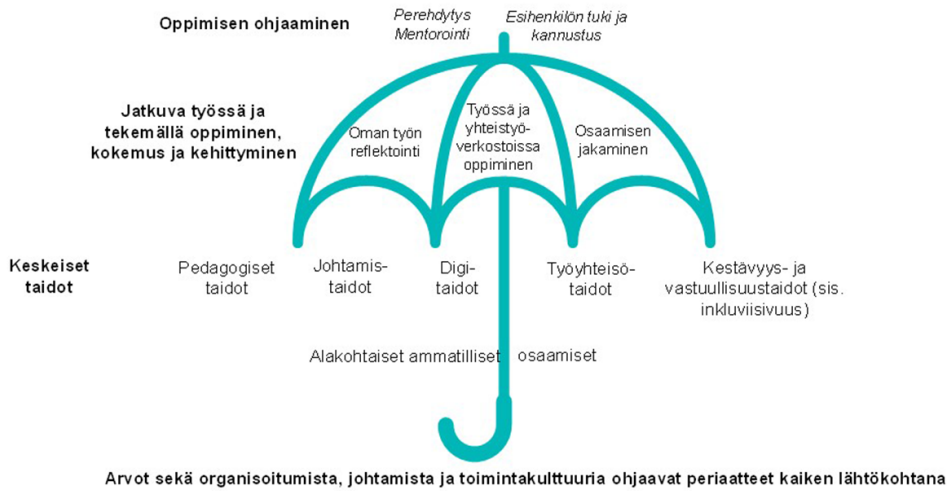 Oppimisen ohjaaminen
Perehdytys
Mentorointi
Esihenkilön tuki ja
kannustus
Jatkuva työssä ja
tekemällä oppiminen,
kokemus ja kehittyminen
Oman työn
reflektointi
Työssä ja
yhteistyö-
verkostoissa
oppiminen
Osaamisen
jakaminen
Keskeiset
taidot
Pedagogiset
taidot
Johtamis-
taidot
Digi-
taidot
Työyhteisö-
taidot
Kestävyys- ja
vastuullisuustaidot (sis.
inkluviisivuus)
Alakohtaiset ammatilliset osaamiset
Arvot sekä organisoitumista, johtamista ja toimintakulttuuria ohjaavat periaatteet kaiken lähtökohtana